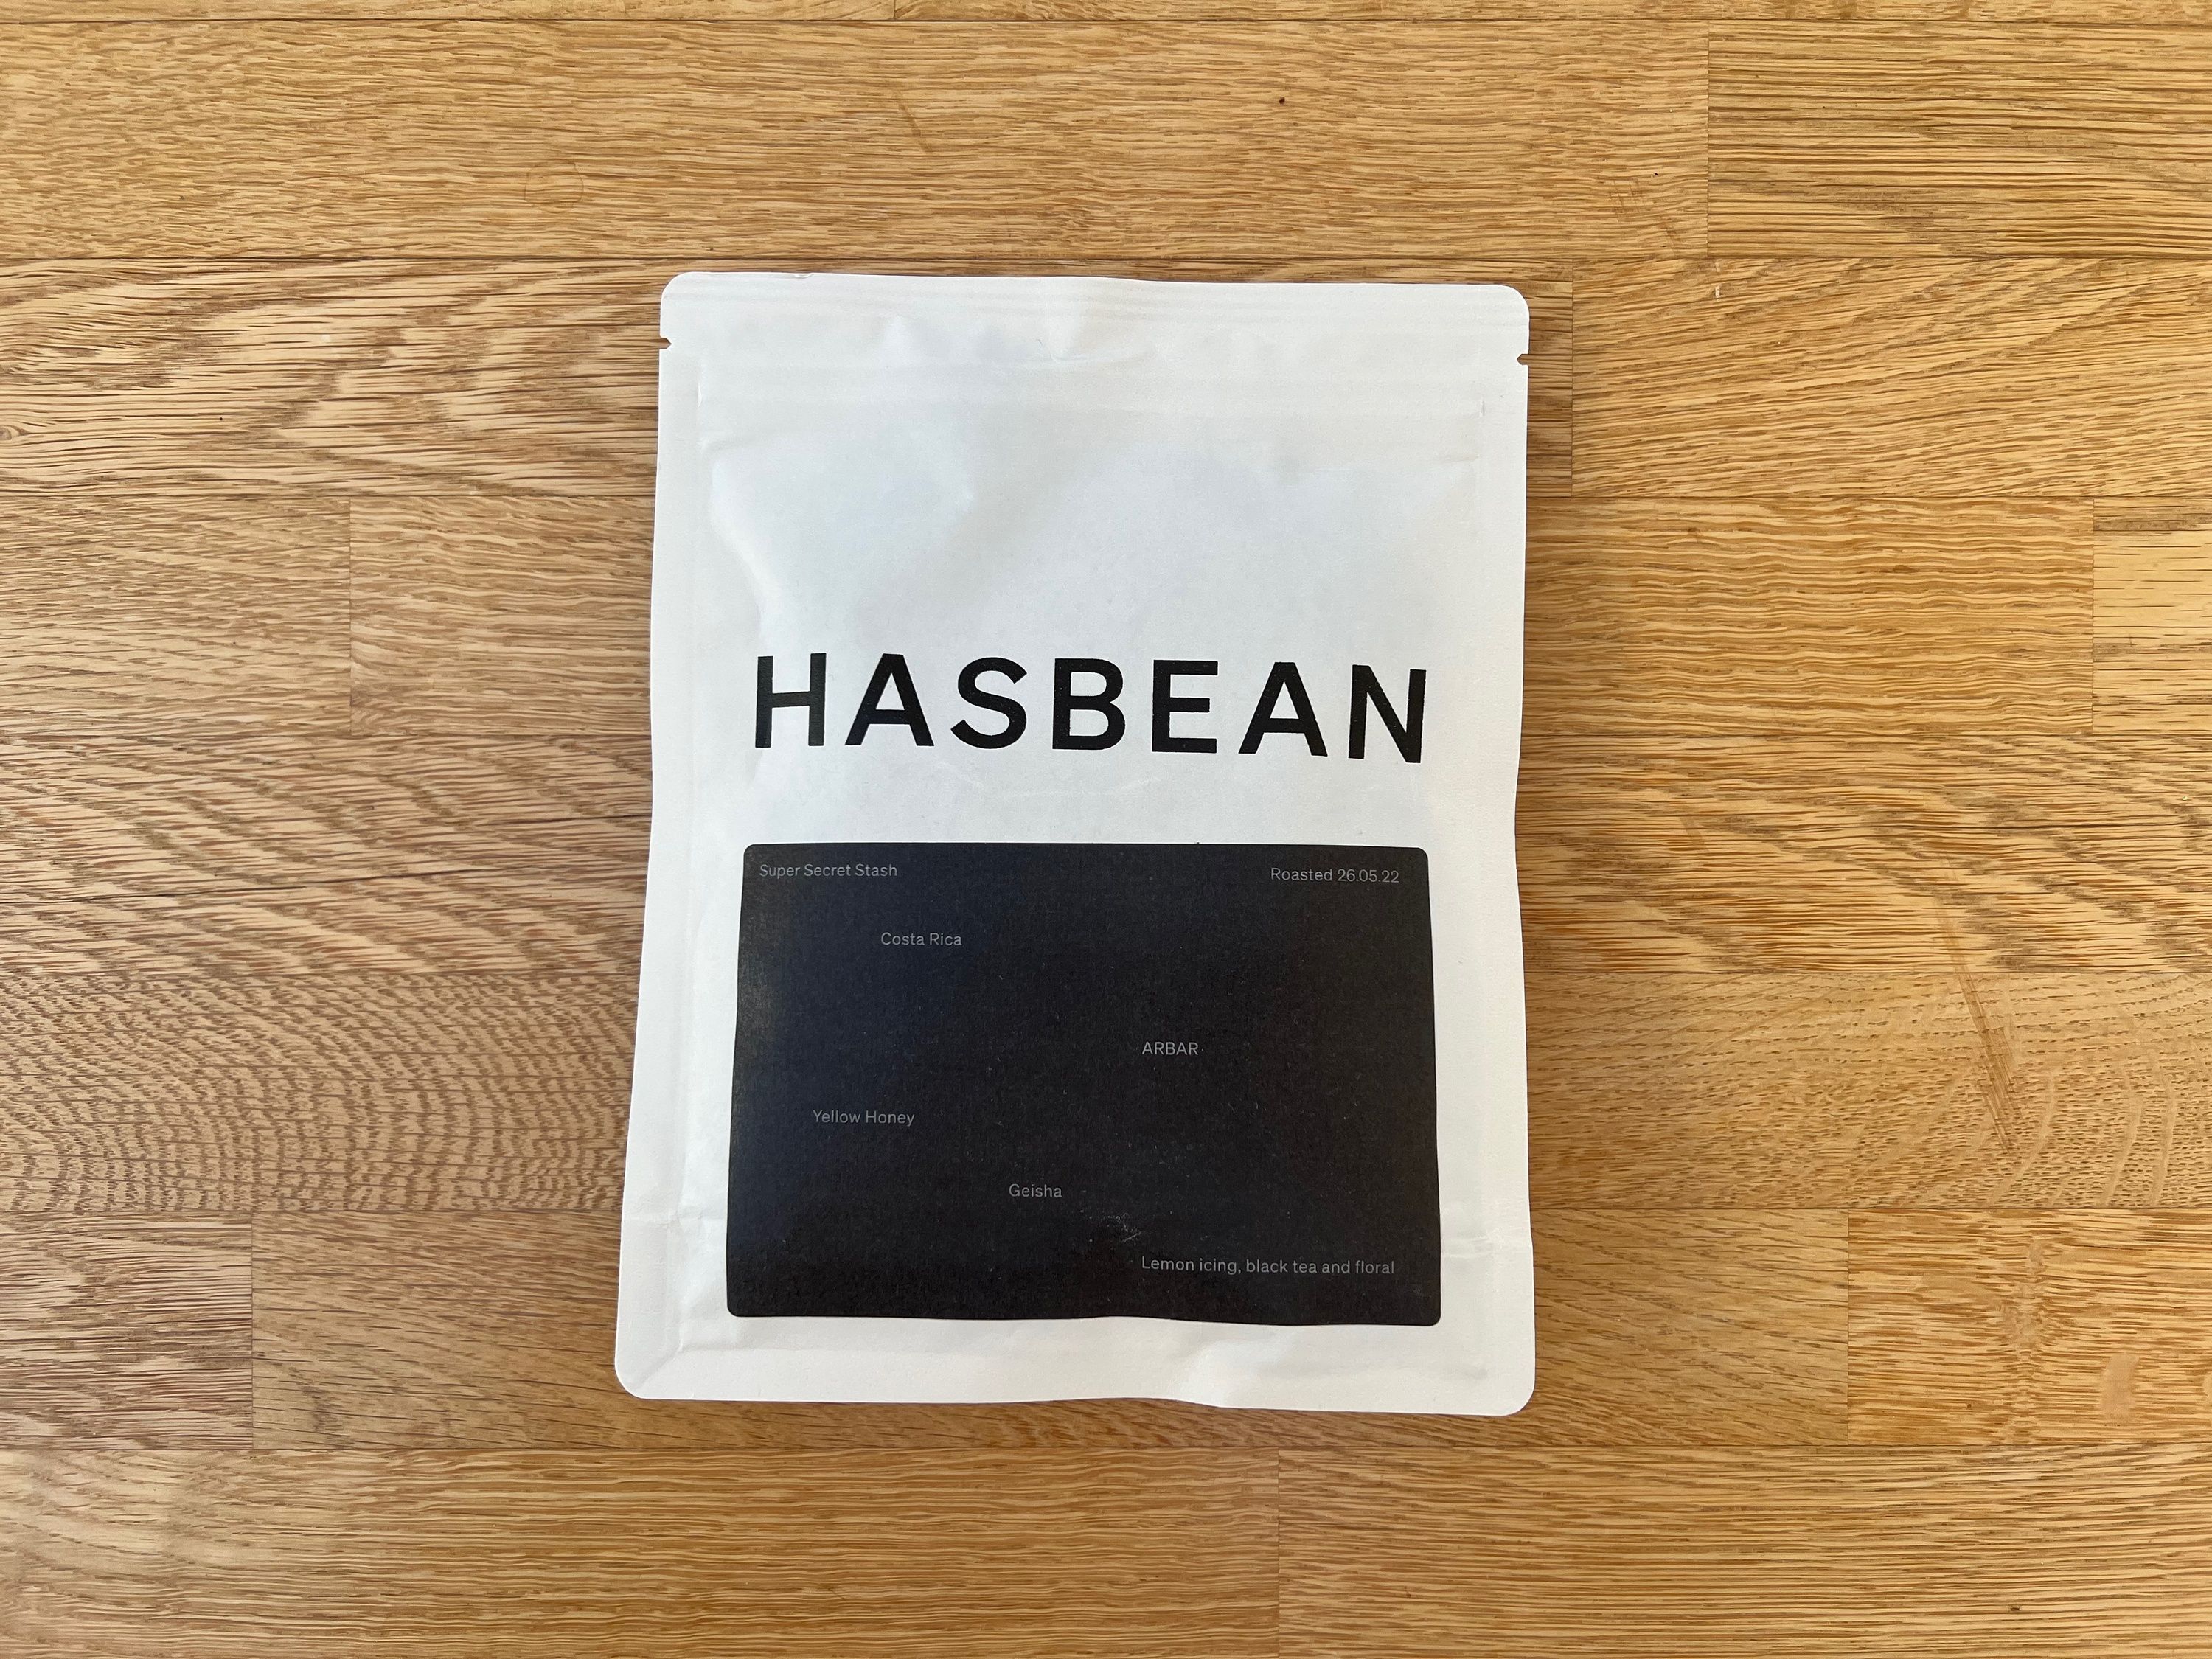 HASBEAN
Super Secret Stash
Roasted 26.05.22
Costa Rica
ARBAR
Yellow Honey
Geisha
Lemon icing, black tea and floral